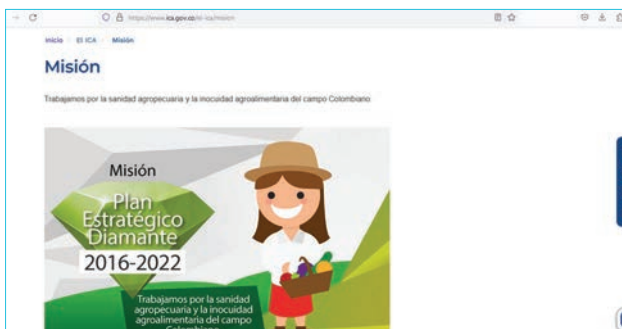 https://www.ica.gov.co/el-ica/mision
Inicio El ICA Misión
Misión
Trabajamos por la sanidad agropecuaria y la inocuidad agroalimentaria del campo Colombiano
Misión
Plan
Estratégico
Diamante
2016-2022
Trabajamos por la sanidad
agropecuaria y la inocuidad
agroalimentaria del campo
Colombiano